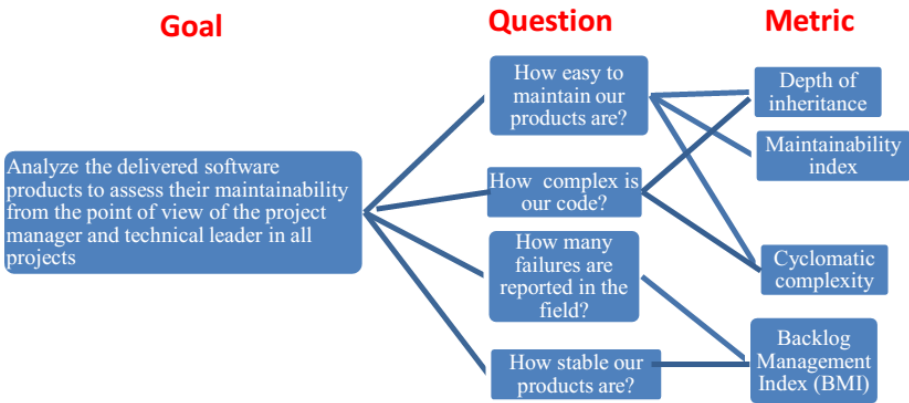 Goal
Question
Metric
Analyze the delivered software
products to assess their maintainability
from the point of view of the project
manager and technical leader in all
projects
How easy to
maintain our
products are?
How complex is
our code?
How many
failures are
reported in the
field?
How stable our
products are?
Depth of
inheritance
Maintainability
index
Cyclomatic
complexity
Backlog
Management
Index (BMI)